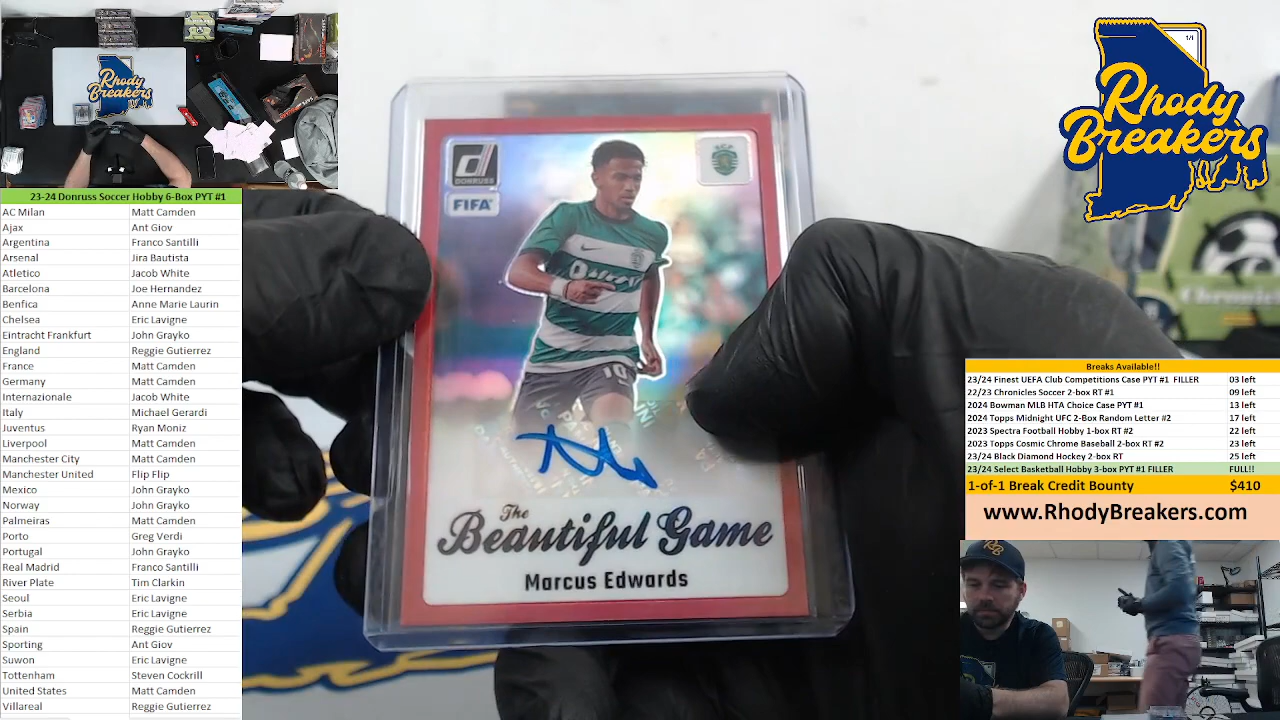 Rhody
Breakers
23-24 Donruss Soccer Hobby 6-Box PYT #1
AC Milan Matt Camden
Ajax Ant Giov
Argentina Franco Santilli
Arsenal Jira Bautista
Atletico Jacob White
Barcelona Joe Hernandez
Benfica Anne Marie Laurin
Chelsea Eric Lavigne
Eintracht Frankfurt John Grayko
England Reggie Gutierrez
France Matt Camden
Germany Matt Camden
Internazionale Jacob White
Italy Michael Gerardi
Juventus Ryan Moniz
Liverpool Matt Camden
Manchester City Matt Camden
Manchester United Flip Flip
Mexico John Grayko
Norway John Grayko
Palmeiras Matt Camden
Porto Greg Verdi
Portugal John Grayko
Real Madrid Franco Santilli
River Plate Tim Clarkin
Seoul Eric Lavigne
Serbia Eric Lavigne
Spain Reggie Gutierrez
Sporting Ant Giov
Suwon Eric Lavigne
Tottenham Steven Cockrill
United States Matt Camden
Villareal Reggie Gutierrez
DONRUSS
FIFA
SCP
10
The
Beautiful Game
Marcus Edwards
1/1
Rhody
Breakers
Chronicles
Breaks Available!!
23/24 Finest UEFA Club Competitions Case PYT #1 FILLER 03 left
22/23 Chronicles Soccer 2-box RT #1 09 left
2024 Bowman MLB HTA Choice Case PYT #1 13 left
2024 Topps Midnight UFC 2-Box Random Letter #2 17 left
2023 Spectra Football Hobby 1-box RT #2 22 left
2023 Topps Cosmic Chrome Baseball 2-box RT #2 23 left
23/24 Black Diamond Hockey 2-box RT 25 left
23/24 Select Basketball Hobby 3-box PYT #1 FILLER FULL!!
1-of-1 Break Credit Bounty $410
www.RhodyBreakers.com
RB